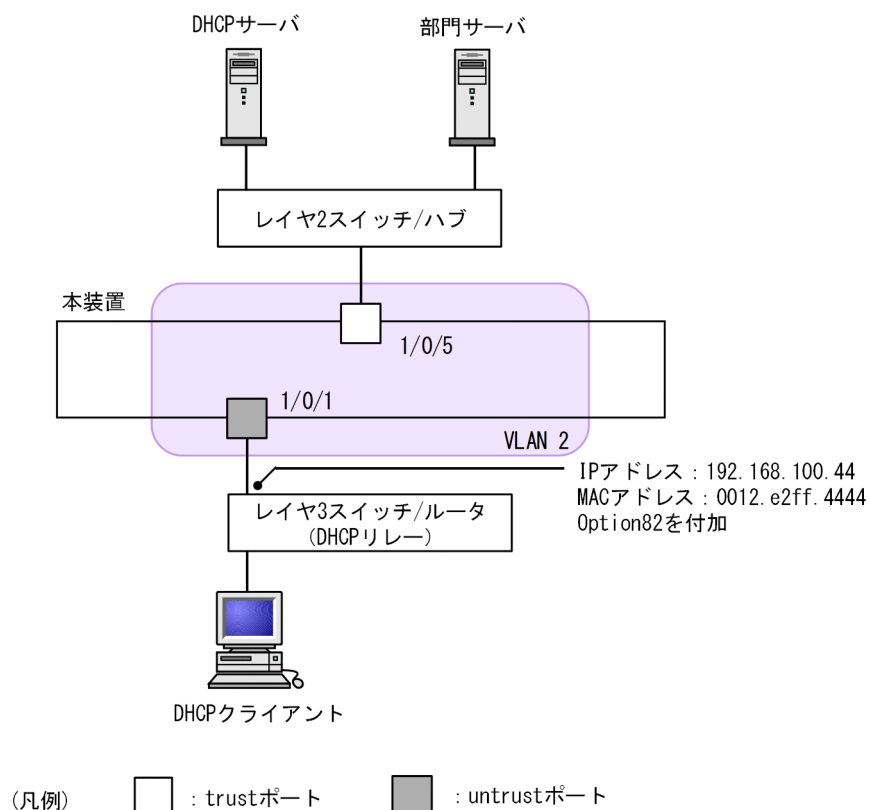 DHCPサーバ
部門サーバ
レイヤ2スイッチ/ハブ
本装置
1/0/5
1/0/1
VLAN 2
IPアドレス：192.168.100.44
MACアドレス：0012.e2ff.4444
Option82を付加
レイヤ3スイッチ/ルータ
(DHCPリレー)
DHCPクライアント
(凡例)
：trustポート
：untrustポート